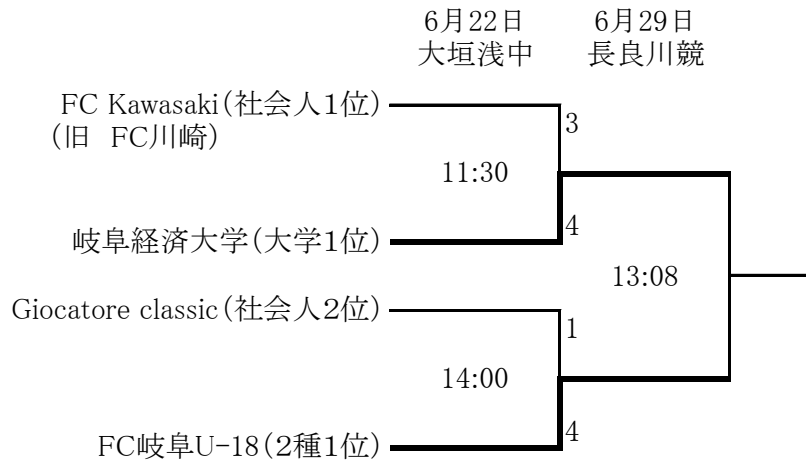 6月22日 6月29日
大垣浅中 長良川競
FC Kawasaki(社会人1位)
(旧 FC川崎)
3
11:30
岐阜経済大学(大学1位)
4
13:08
Giocatore classic(社会人2位)
1
14:00
FC岐阜U-18(2種1位)
4